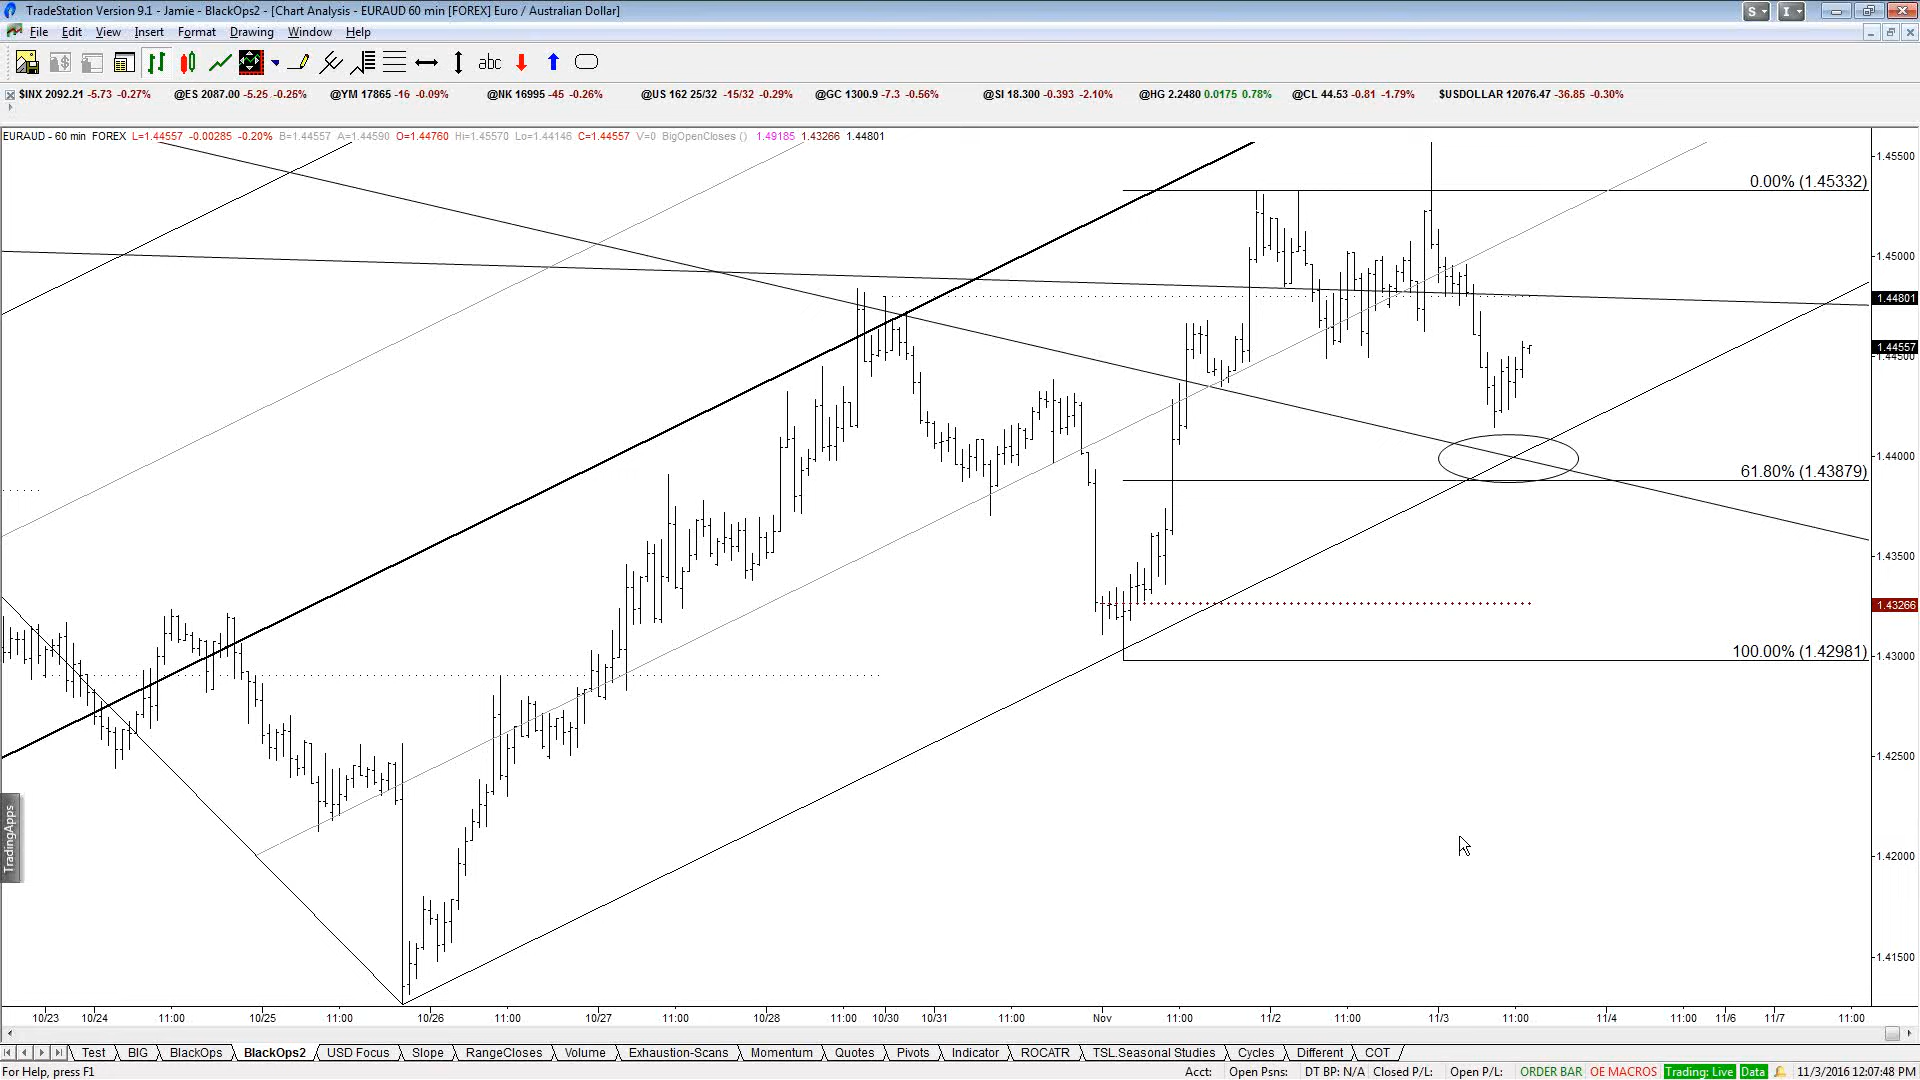 TradeStation Version 9.1 - Jamie - BlackOps2 - [Chart Analysis - EURAUD 60 min [FOREX] Euro / Australian Dollar]
S I
File Edit View Insert Format Drawing Window Help
abc
$INX 2092.21 -5.73 -0.27% @ES 2087.00 -5.25 -0.25% @YM 17865 -16 -0.09% @NK 16995 -45 -0.26% @US 162 25/32 -15/32 -0.29% @GC 1300.9 -7.3 -0.56% @SI 18.300 -0.393 -2.10% @HG 2.2480 0.0175 0.78% @CL 44.53 -0.81 -1.79% $USDOLLAR 12076.47 -36.85 -0.30%
EURAUD - 60 min FOREX L=1.44557 -0.00285 -0.20% B=1.44557 A=1.44590 O=1.44760 Hi=1.45570 Lo=1.44146 C=1.44557 V=0 BigOpenCloses () 1.49185 1.43266 1.44801
1.45500
0.00% (1.45332)
1.45000
1.44801
1.44557
1.44500
1.44000
61.80% (1.43879)
1.43500
1.43266
100.00% (1.42981)
1.43000
1.42500
TradingApps
1.42000
1.41500
10/23 10/24 11:00 10/25 11:00 10/26 11:00 10/27 11:00 10/28 11:00 10/30 10/31 11:00 Nov 11:00 11/2 11:00 11/3 11:00 11/4 11:00 11/6 11/7 11:00
Test BIG BlackOps BlackOps2 USD Focus Slope RangeCloses Volume Exhaustion-Scans Momentum Quotes Pivots Indicator ROCATR TSL.Seasonal Studies Cycles Different COT
For Help, press F1 Acct: Open Psns: DT BP: N/A Closed P/L: Open P/L: ORDER BAR OE MACROS Trading: Live Data 11/3/2016 12:07:48 PM